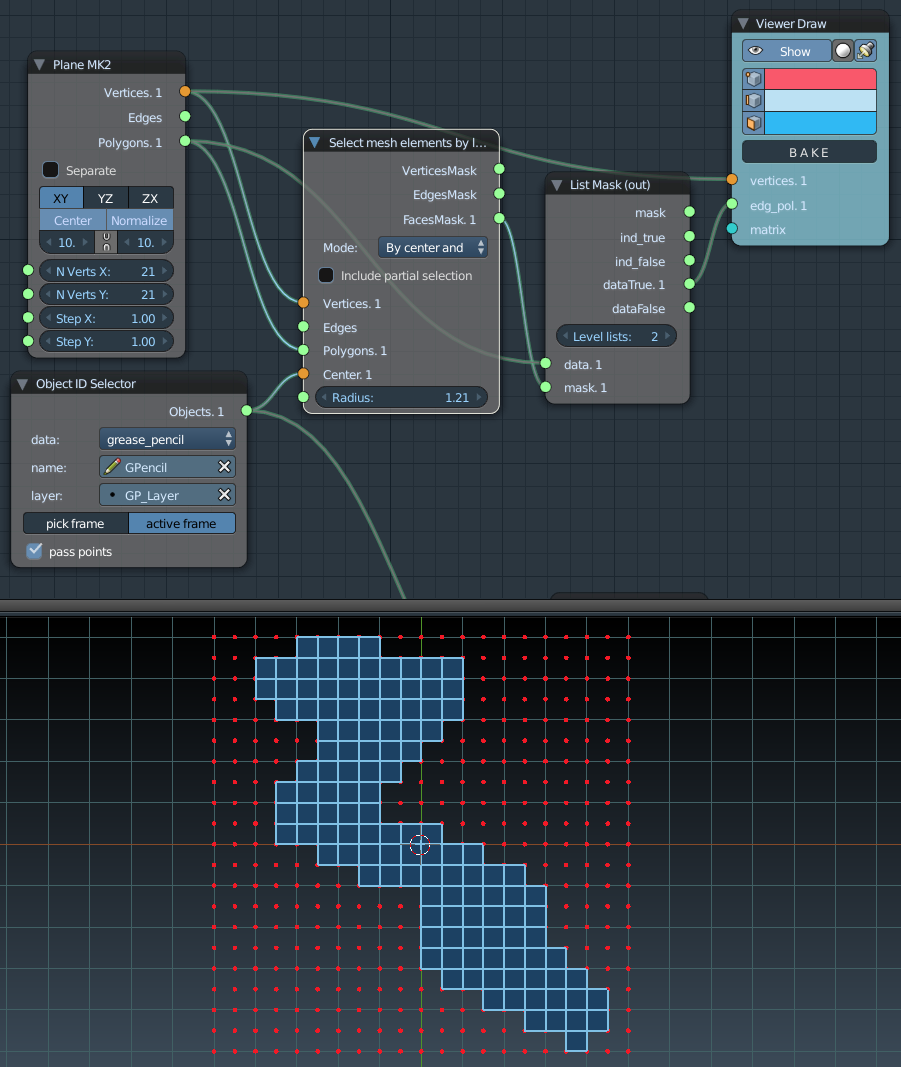 Plane MK2
Vertices. 1
Edges
Polygons. 1
Separate
XY YZ ZX
Center Normalize
10. 10.
N Verts X: 21
N Verts Y: 21
Step X: 1.00
Step Y: 1.00
Object ID Selector
Objects. 1
data: grease_pencil
name: GPencil
layer: GP_Layer
pick frame active frame
pass points
Select mesh elements by l...
VerticesMask
EdgesMask
FacesMask. 1
Mode: By center and
Include partial selection
Vertices. 1
Edges
Polygons. 1
Center. 1
Radius: 1.21
List Mask (out)
mask
ind_true
ind_false
dataTrue. 1
dataFalse
Level lists: 2
data. 1
mask. 1
Viewer Draw
Show
BAKE
vertices. 1
edg_pol. 1
matrix